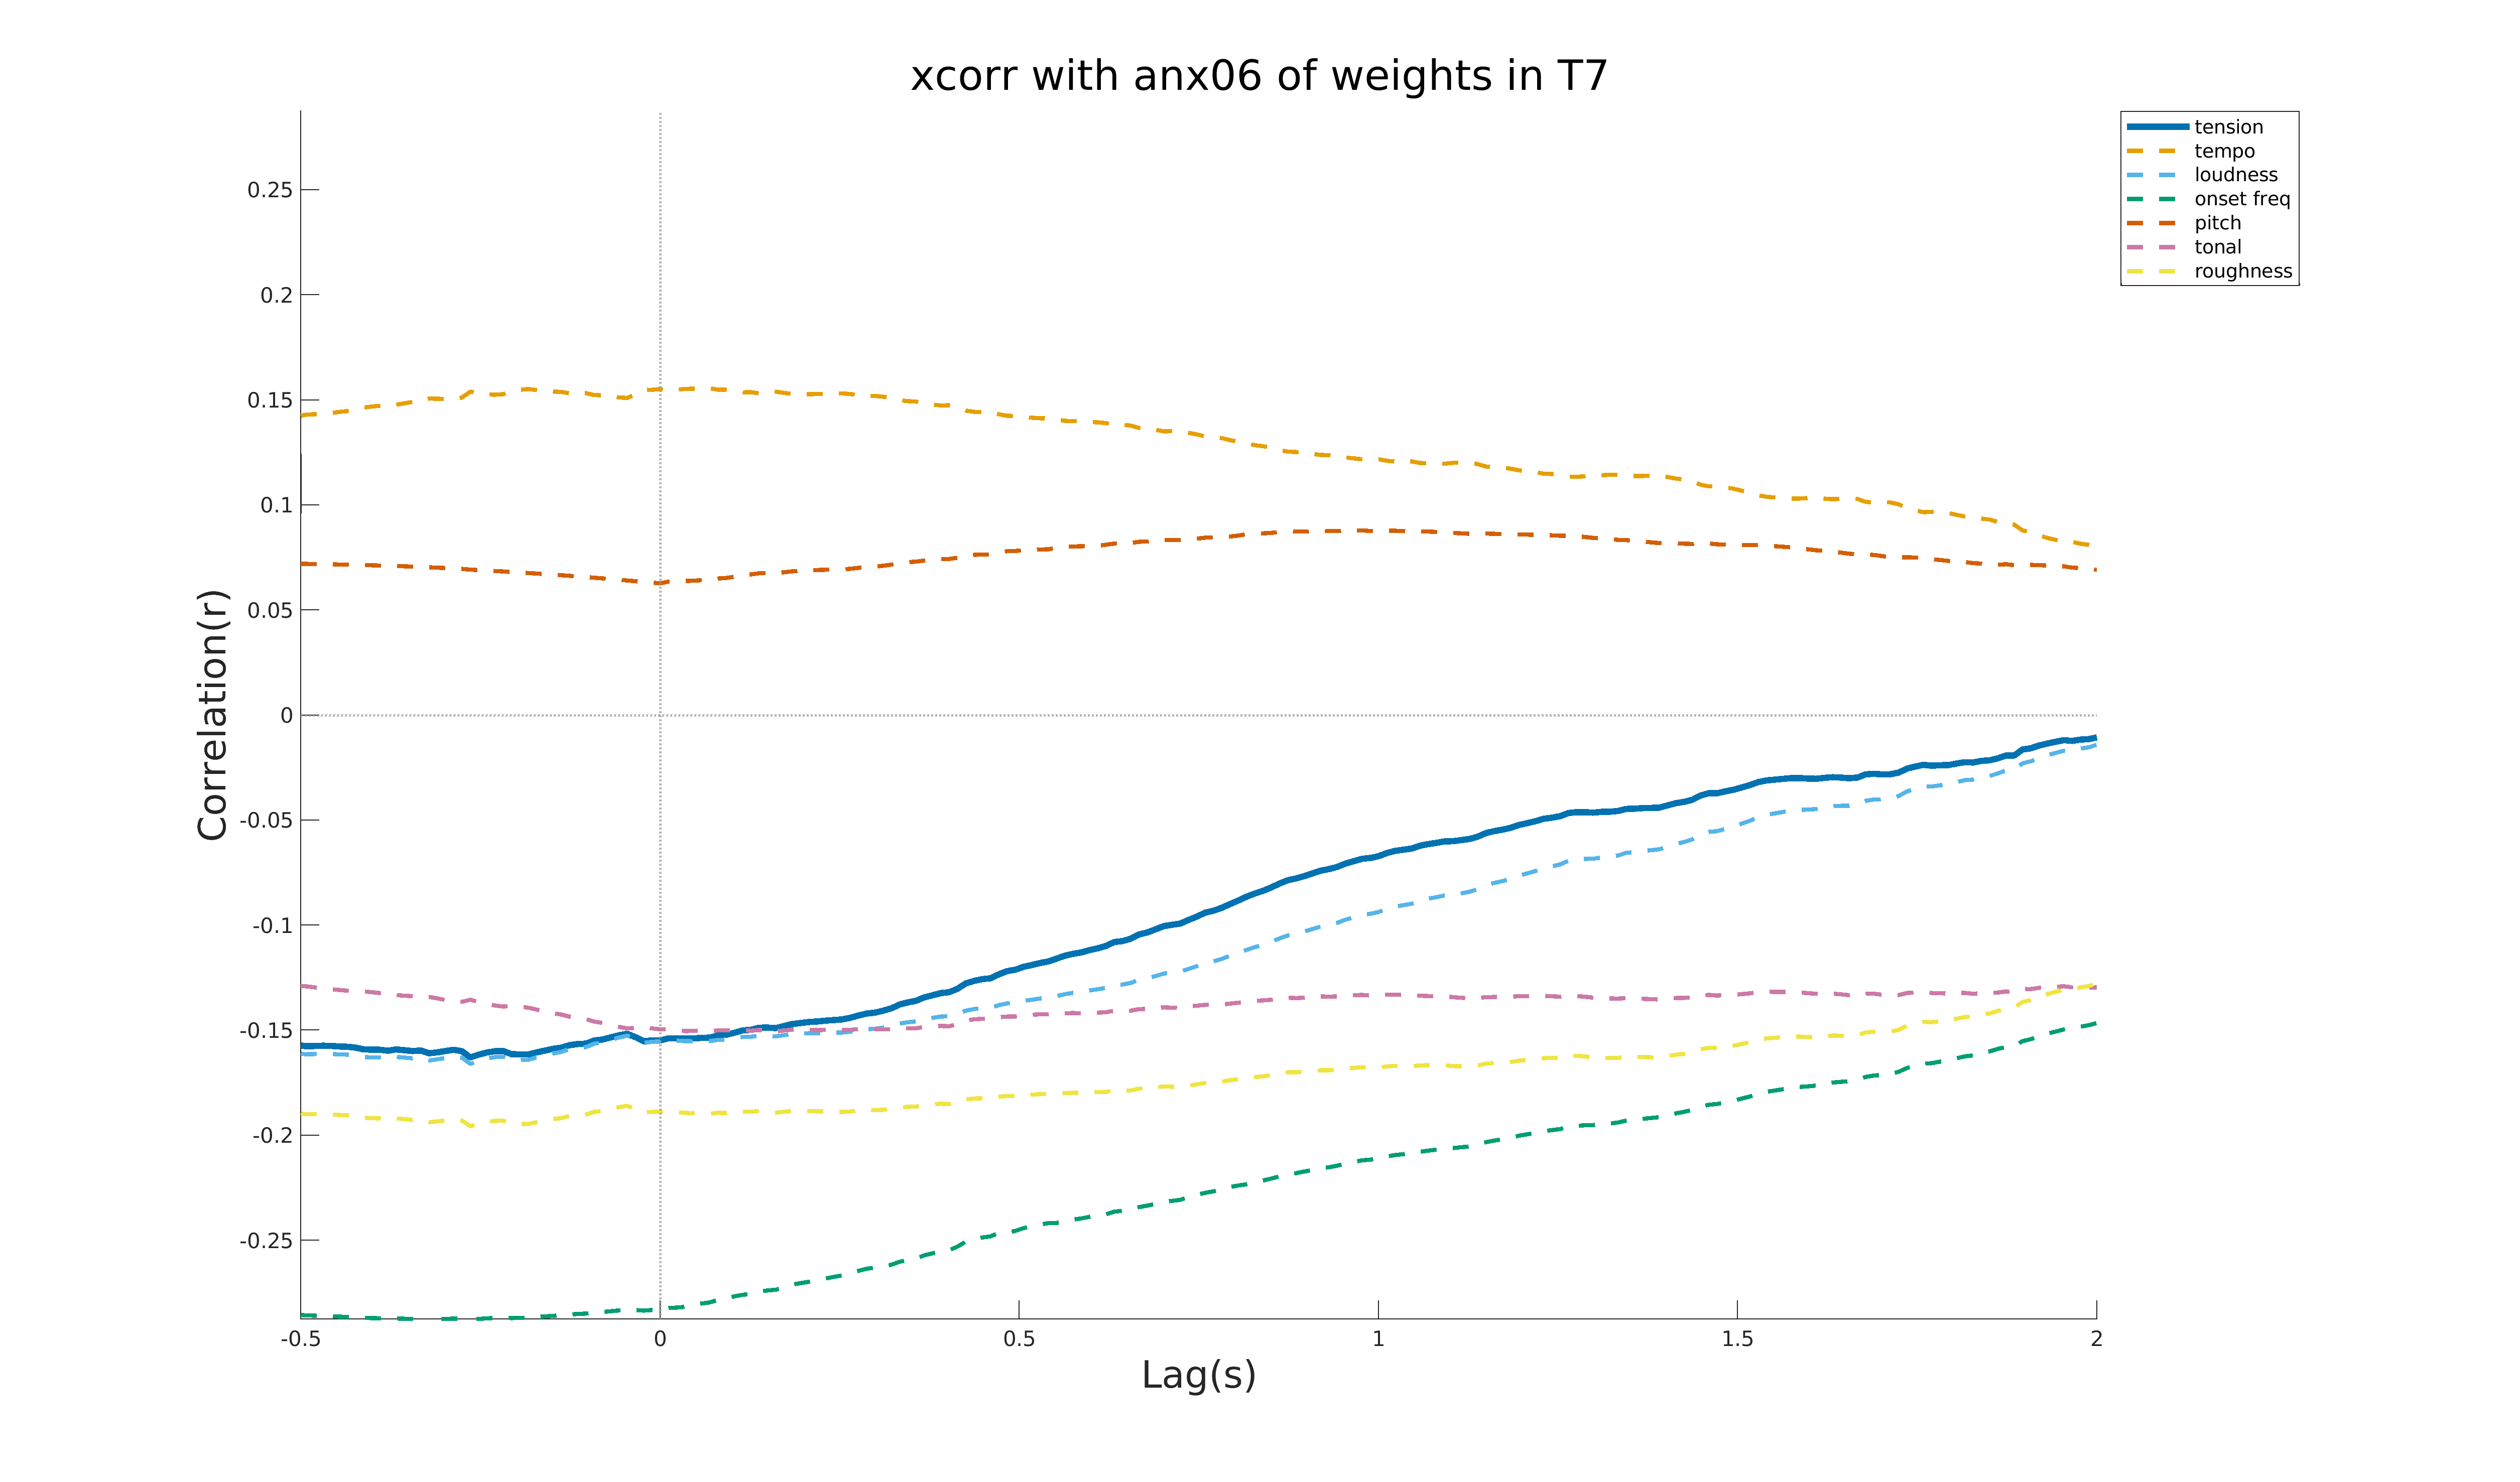 xcorr with anx06 of weights in T7
tension
tempo
loudness
onset freq
pitch
tonal
roughness
0.25
0.2
0.15
0.1
0.05
0
-0.05
-0.1
-0.15
-0.2
-0.25
Correlation(r)
-0.5
0
0.5
1
1.5
2
Lag(s)